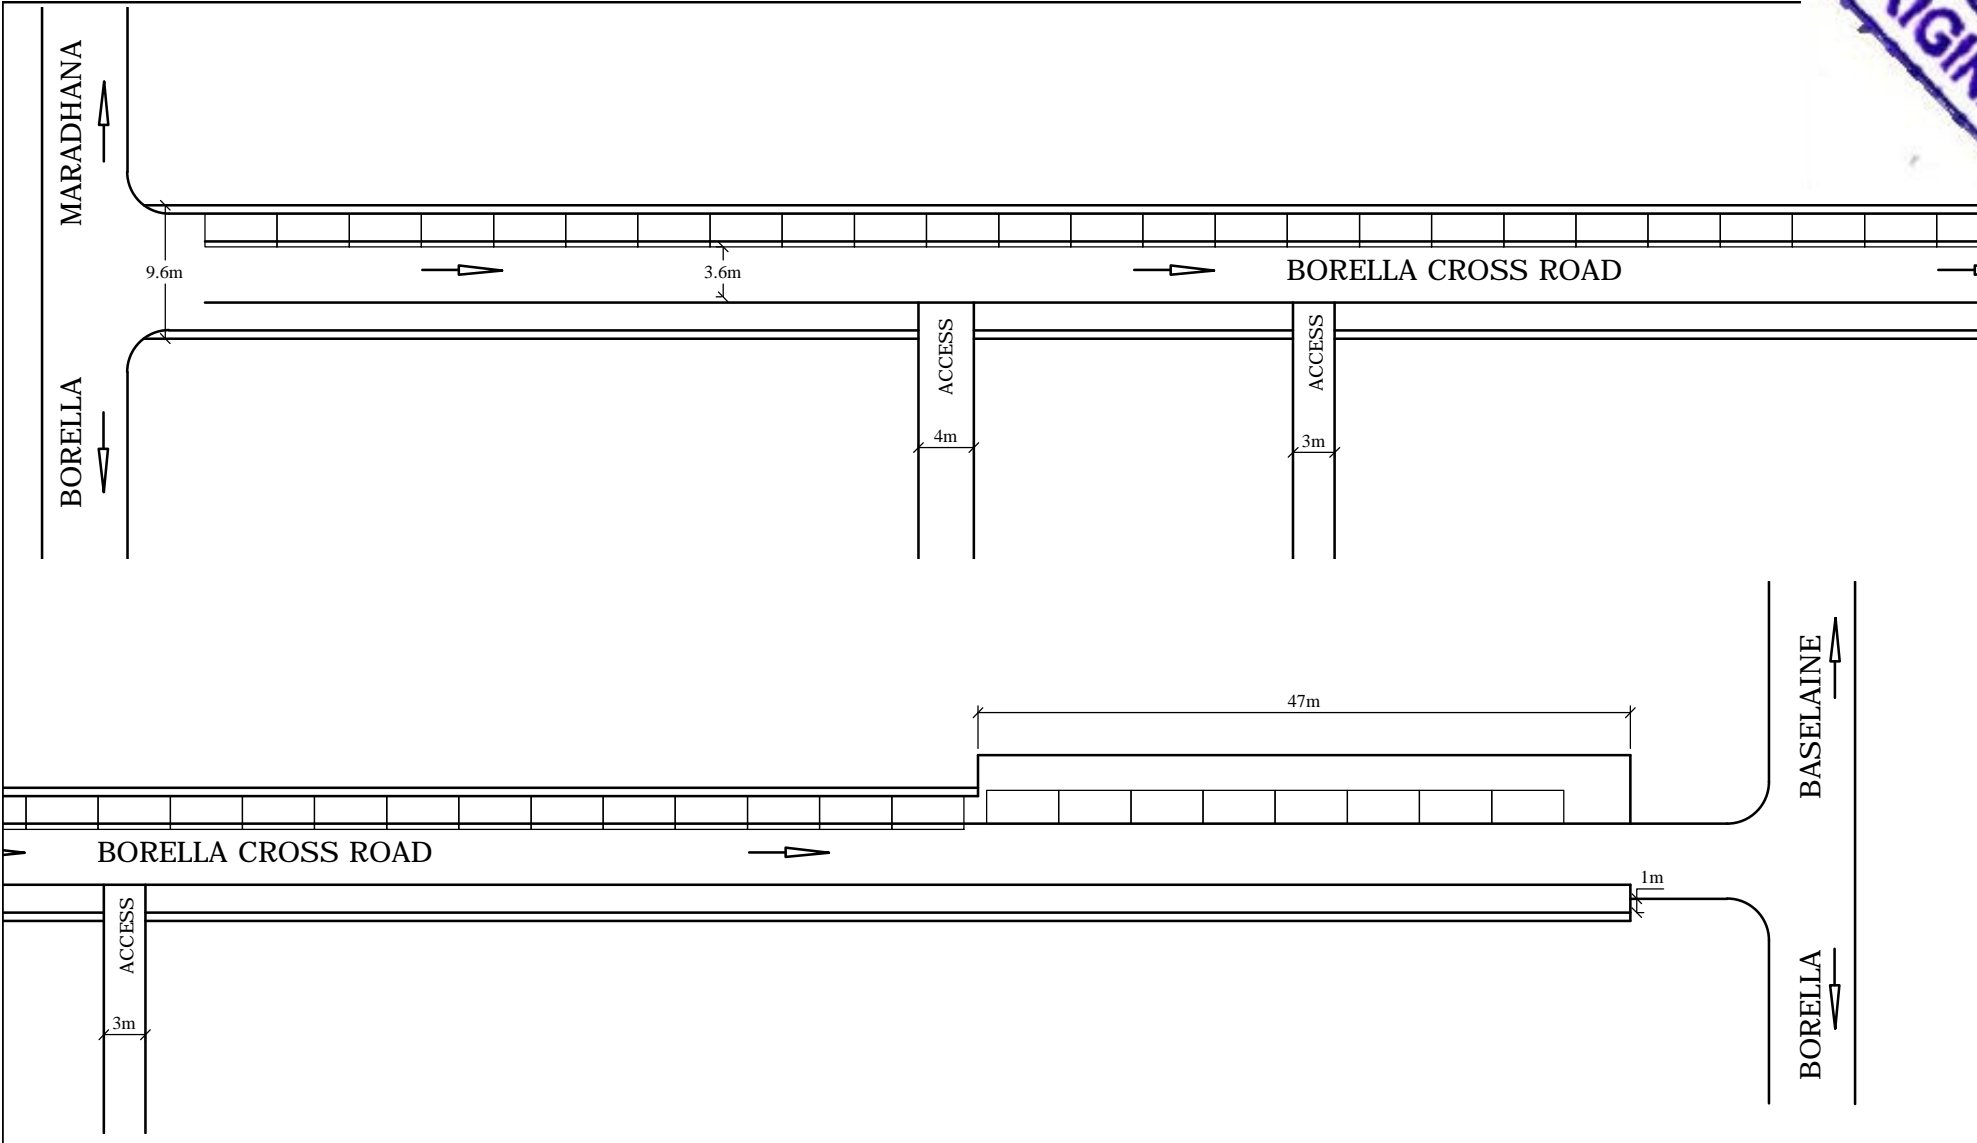 MARADHANA
9.6m
3.6m
BORELLA CROSS ROAD
ACCESS
ACCESS
BORELLA
4m
3m
47m
BASELAINE
BORELLA CROSS ROAD
1m
ACCESS
BORELLA
3m